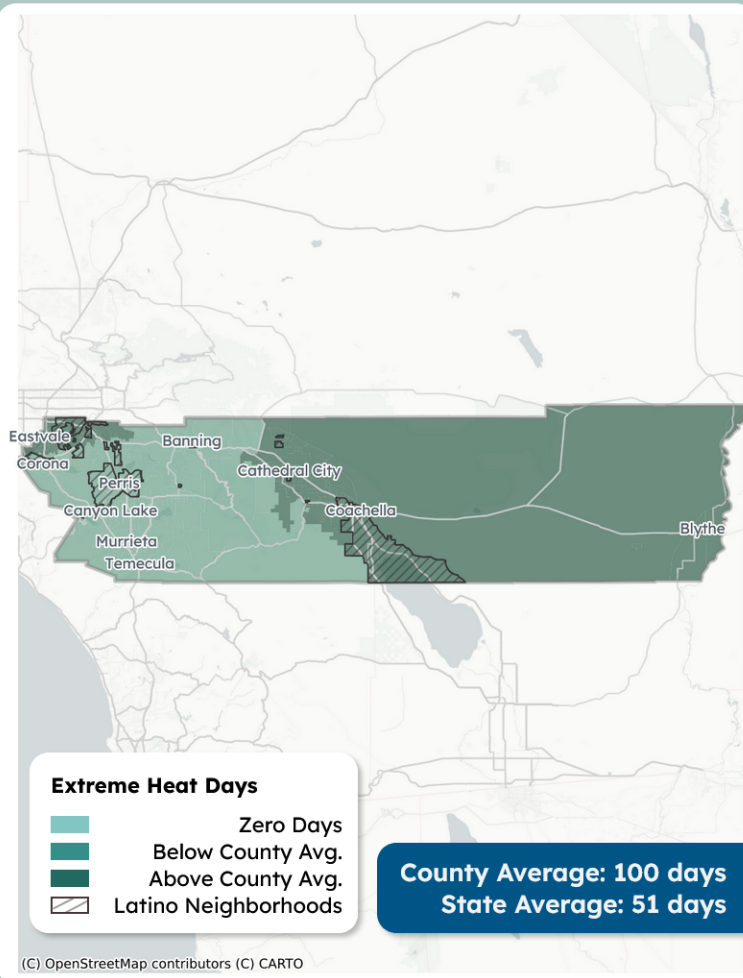 Eastvale
Banning
Corona
Cathedral City
Perris
Canyon Lake
Coachella
Blythe
Murrieta
Temecula
Extreme Heat Days
Zero Days
Below County Avg.
Above County Avg.
Latino Neighborhoods
County Average: 100 days
State Average: 51 days
(C) OpenStreetMap contributors (C) CARTO